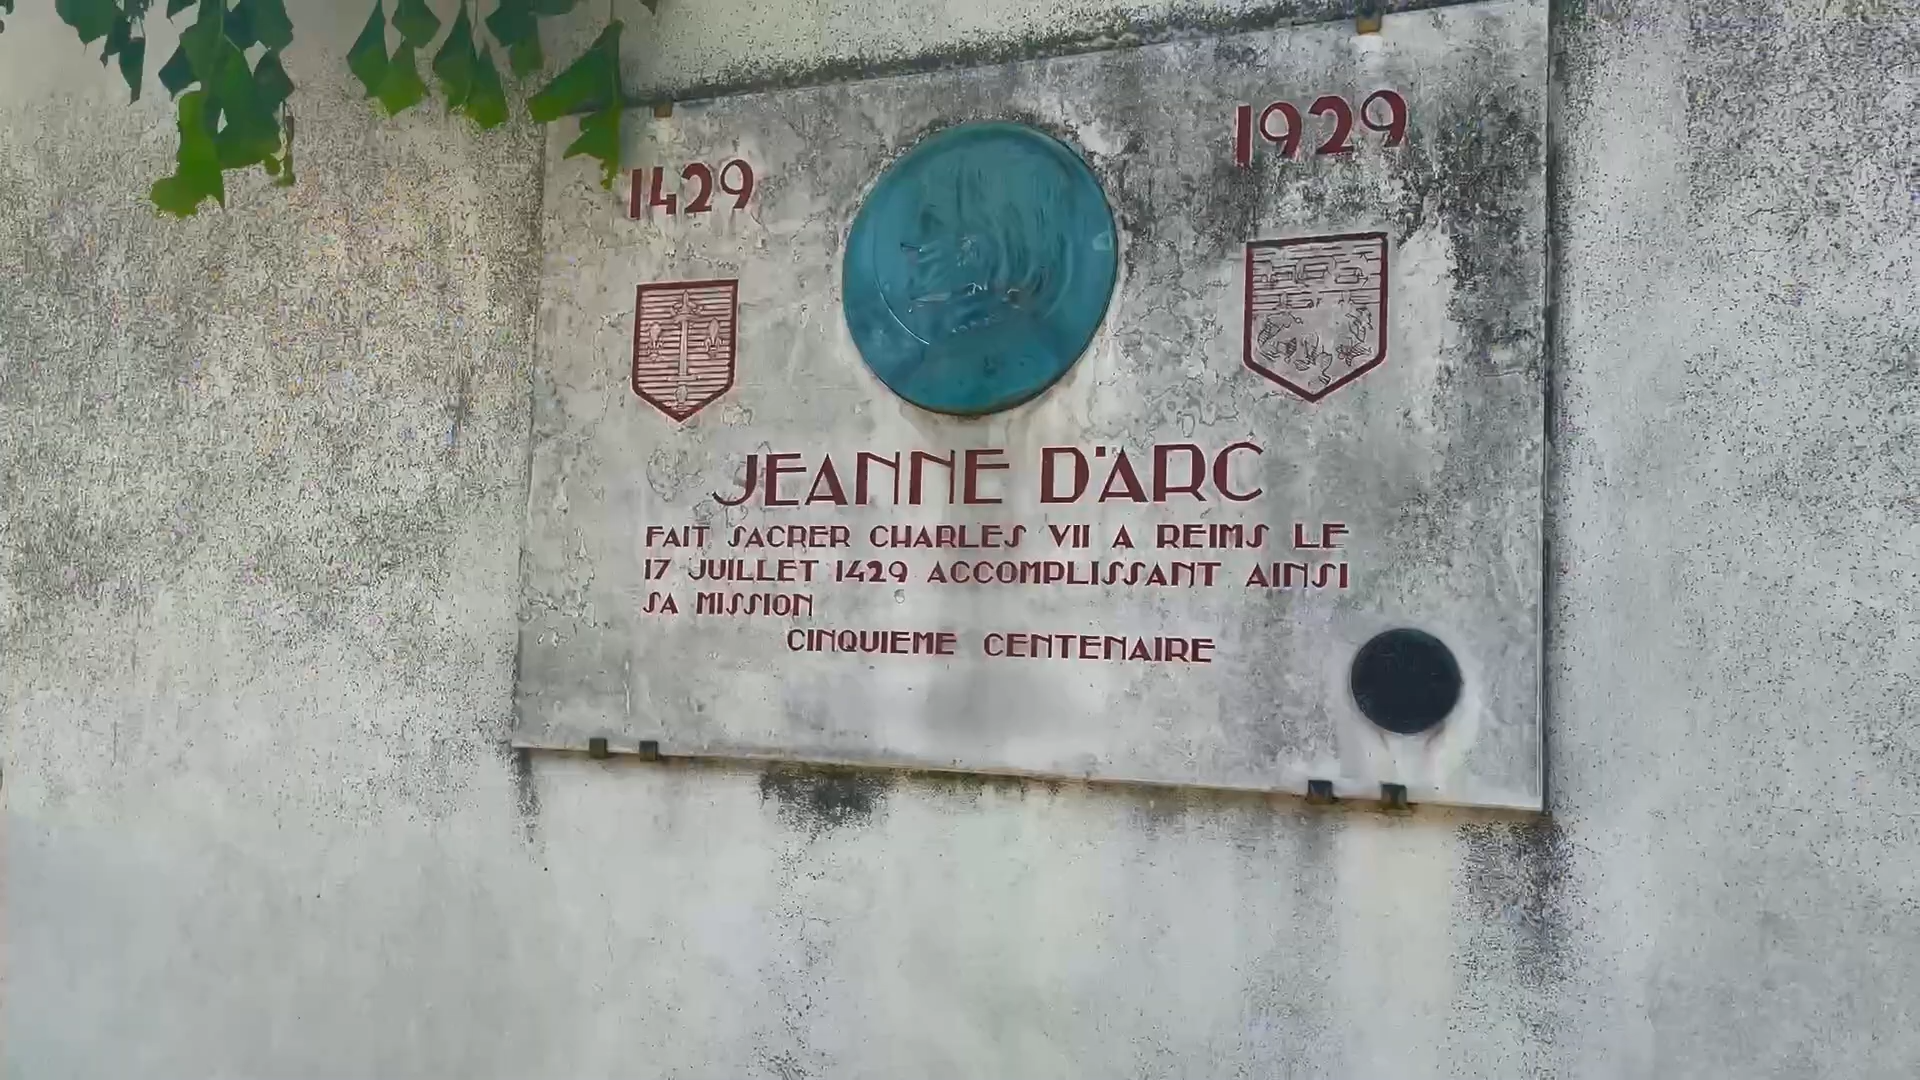 1429
1929
JEANNE D'ARC
FAIT SACRER CHARLES VII A REIMS LE
17 JUILLET 1429 ACCOMPLISSANT AINSI
SA MISSION
CINQUIEME CENTENAIRE